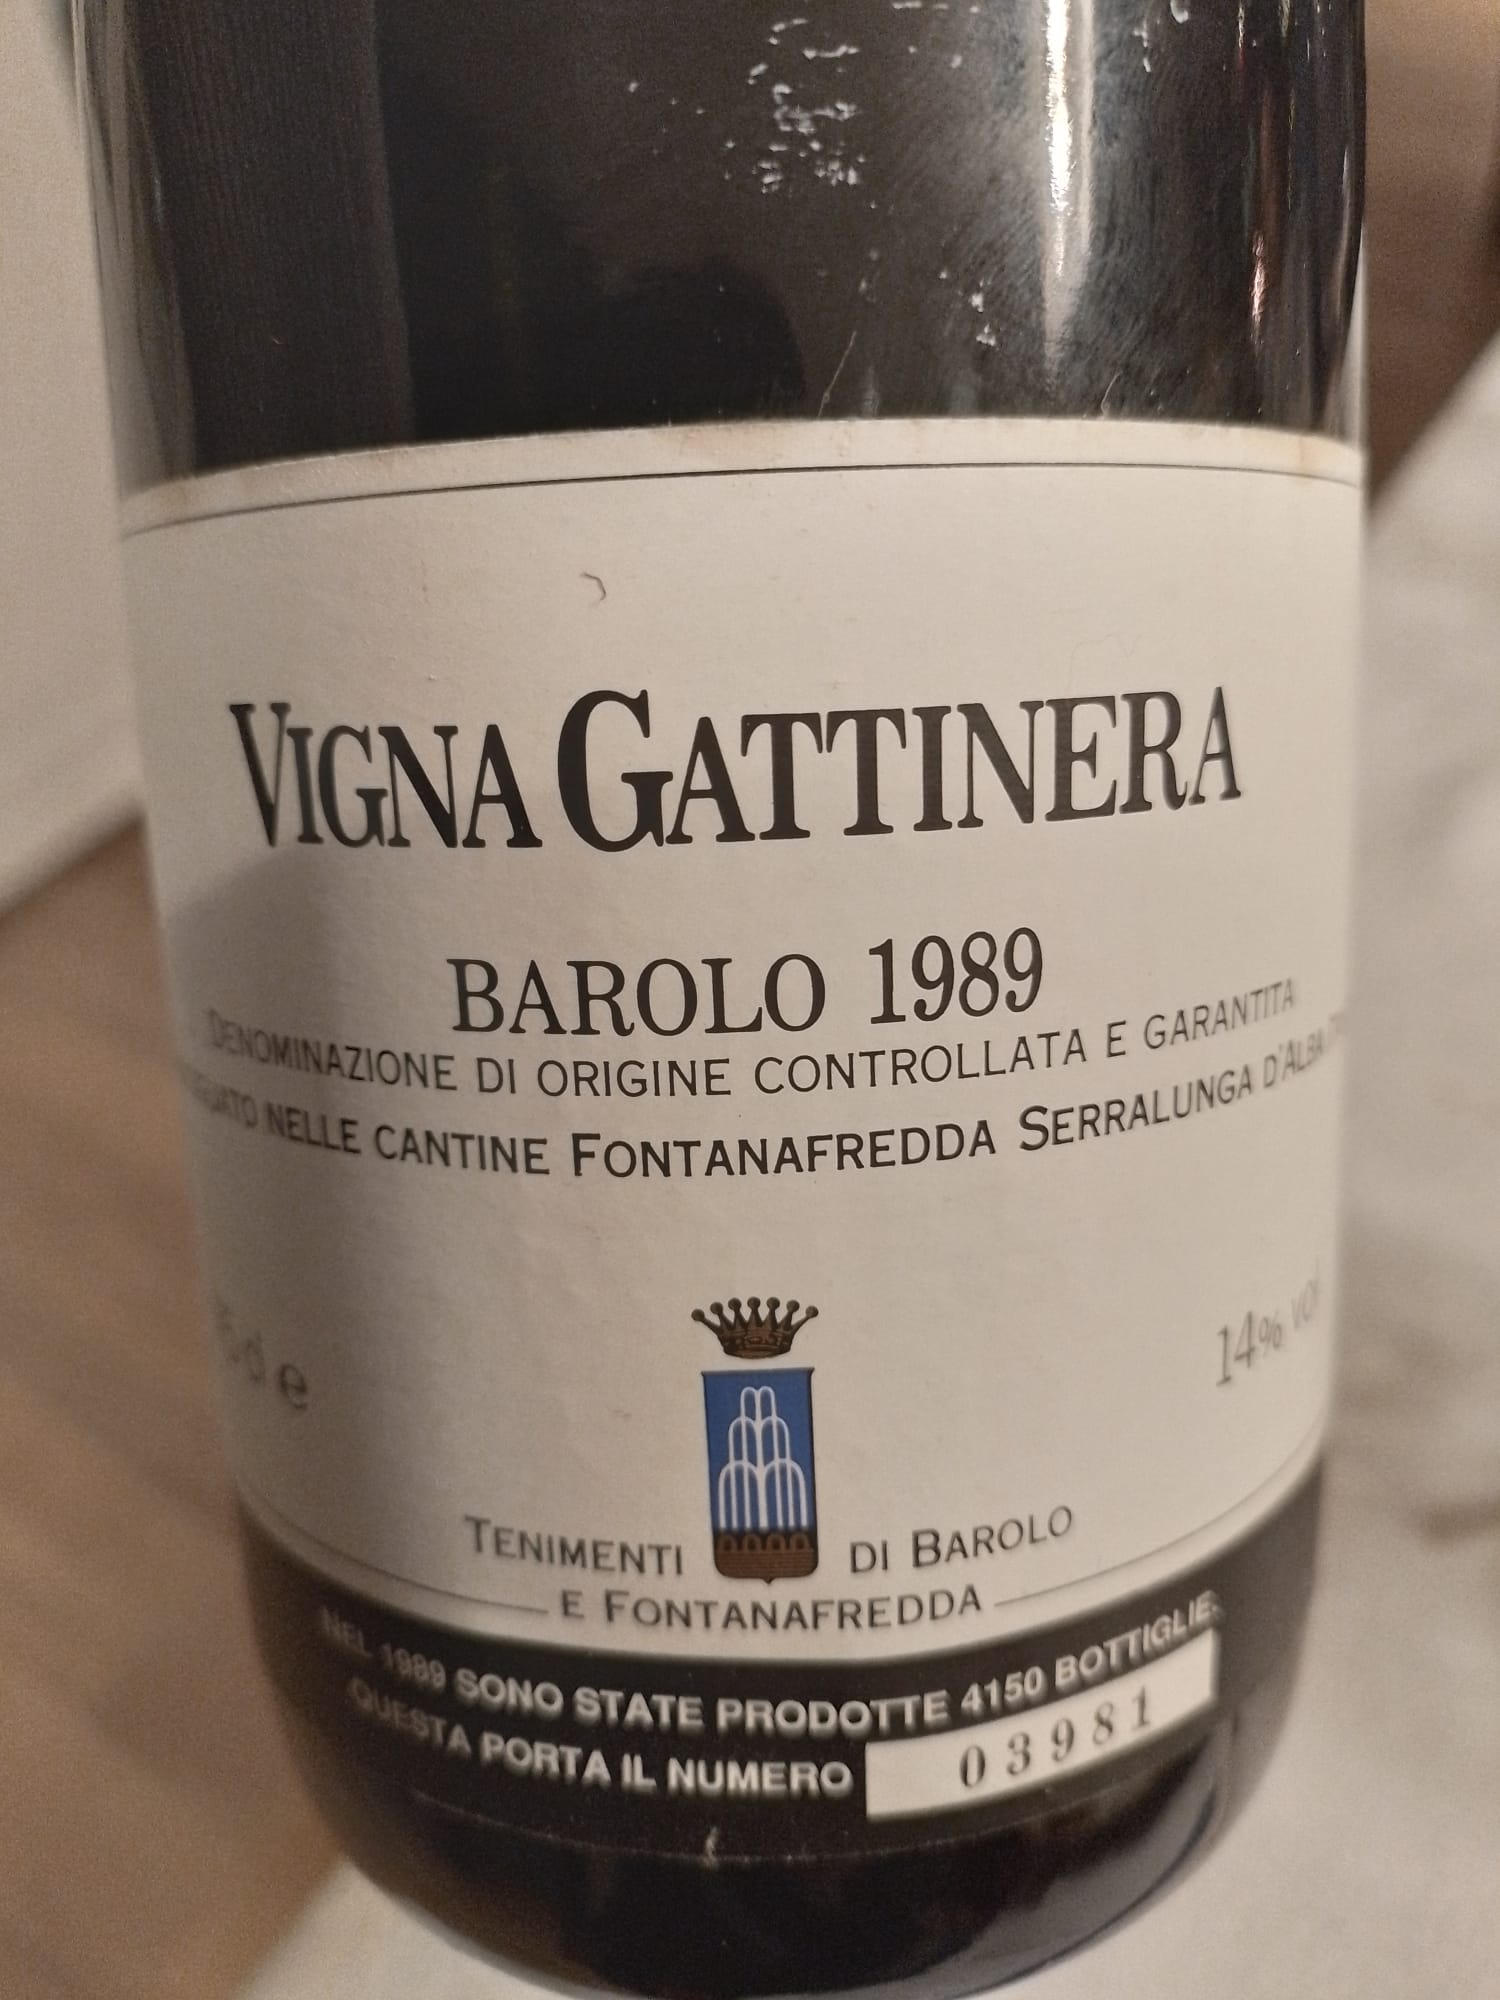 VIGNA GATTINERA
BAROLO 1989
DENOMINAZIONE DI ORIGINE CONTROLLATA E GARANTITA
NELLE CANTINE FONTANAFREDDA SERRALUNGA D'ALBA
e
14% VOL
TENIMENTI DI BAROLO
E FONTANAFREDDA
NEL 1989 SONO STATE PRODOTTE 4150 BOTTIGLIE.
QUESTA PORTA IL NUMERO 03981